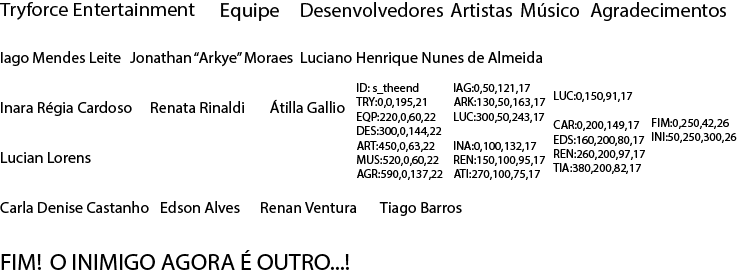 Tryforce Entertainment Equipe Desenvolvedores Artistas Músico Agradecimentos
Iago Mendes Leite Jonathan “Arkye” Moraes Luciano Henrique Nunes de Almeida
Inara Régia Cardoso Renata Rinaldi Átilla Gallio
ID: s_theend
TRY:0,0,195,21
EQP:220,0,60,22
DES:300,0,144,22
ART:450,0,63,22
MUS:520,0,60,22
AGR:590,0,137,22
IAG:0,50,121,17
ARK:130,50,163,17
LUC:300,50,243,17
INA:0,100,132,17
REN:150,100,95,17
ATI:270,100,75,17
LUC:0,150,91,17
CAR:0,200,149,17
EDS:160,200,80,17
REN:260,200,97,17
TIA:380,200,82,17
FIM:0,250,42,26
INI:50,250,300,26
Lucian Lorens
Carla Denise Castanho Edson Alves Renan Ventura Tiago Barros
FIM! O INIMIGO AGORA É OUTRO...!